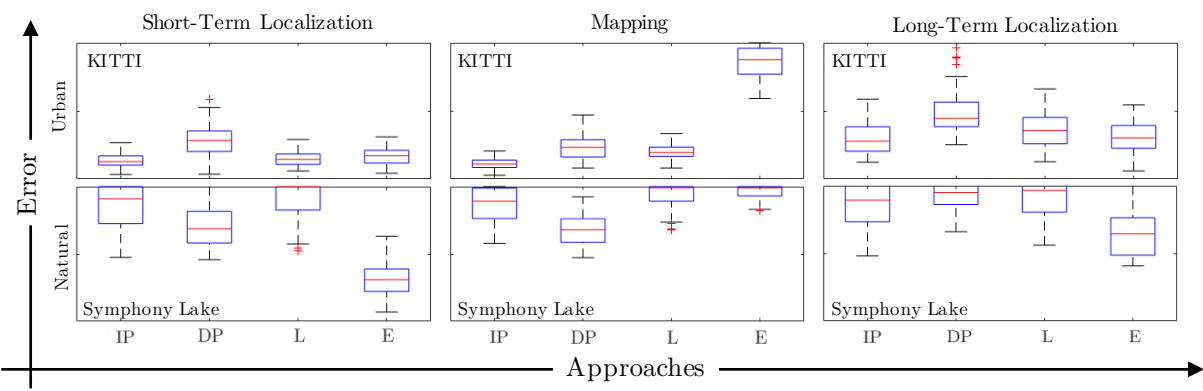 Short-Term Localization
Mapping
Long-Term Localization
KITTI
KITTI
KITTI
Urban
Error
Natural
Symphony Lake
Symphony Lake
Symphony Lake
IP DP L E
IP DP L E
IP DP L E
Approaches